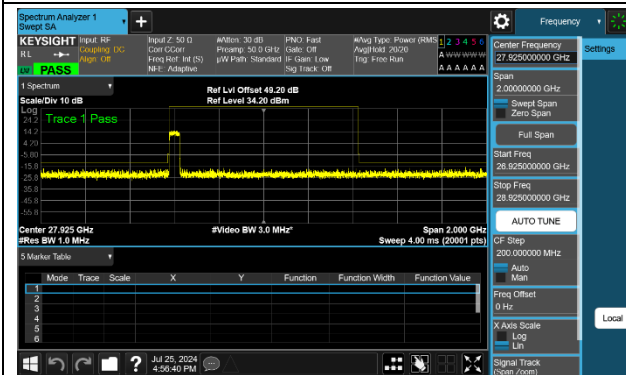 Spectrum Analyzer 1
Swept SA
Frequency
KEYSIGHT
RL
Input: RF
Coupling: DC
Align: Off
Input Z: 50 Ω
Corr CCorr
Freq Ref: Int (S)
NFE: Adaptive
#Atten: 30 dB
Preamp: 50.0 GHz
µW Path: Standard
PNO: Fast
Gate: Off
IF Gain: Low
Sig Track: Off
#Avg Type: Power (RMS)
Avg|Hold: 20/20
Trig: Free Run
1 2 3 4 5 6
A W W W W W
A A A A A A
PASS
1 Spectrum
Scale/Div 10 dB
Ref Lvl Offset 49.20 dB
Ref Level 34.20 dBm
Log
Trace 1 Pass
24.2
14.2
4.20
-5.80
-15.8
-25.8
-35.8
-45.8
-55.8
Center 27.925 GHz
#Res BW 1.0 MHz
#Video BW 3.0 MHz*
Span 2.000 GHz
Sweep 4.00 ms (20001 pts)
5 Marker Table
Mode Trace Scale X Y Function Function Width Function Value
1
2
3
4
5
6
Jul 25, 2024
4:56:40 PM
Center Frequency
27.925000000 GHz
Settings
Span
2.00000000 GHz
Swept Span
Zero Span
Full Span
Start Freq
26.925000000 GHz
Stop Freq
28.925000000 GHz
AUTO TUNE
CF Step
200.000000 MHz
Auto
Man
Freq Offset
0 Hz
X Axis Scale
Log
Lin
Local
Signal Track
(Span Zoom)